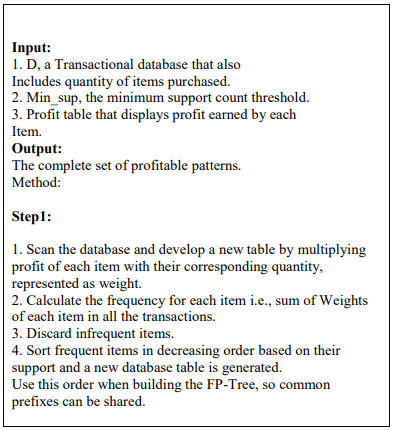 Input:
1. D, a Transactional database that also
Includes quantity of items purchased.
2. Min_sup, the minimum support count threshold.
3. Profit table that displays profit earned by each
Item.
Output:
The complete set of profitable patterns.
Method:
Step1:
1. Scan the database and develop a new table by multiplying
profit of each item with their corresponding quantity,
represented as weight.
2. Calculate the frequency for each item i.e., sum of Weights
of each item in all the transactions.
3. Discard infrequent items.
4. Sort frequent items in decreasing order based on their
support and a new database table is generated.
Use this order when building the FP-Tree, so common
prefixes can be shared.